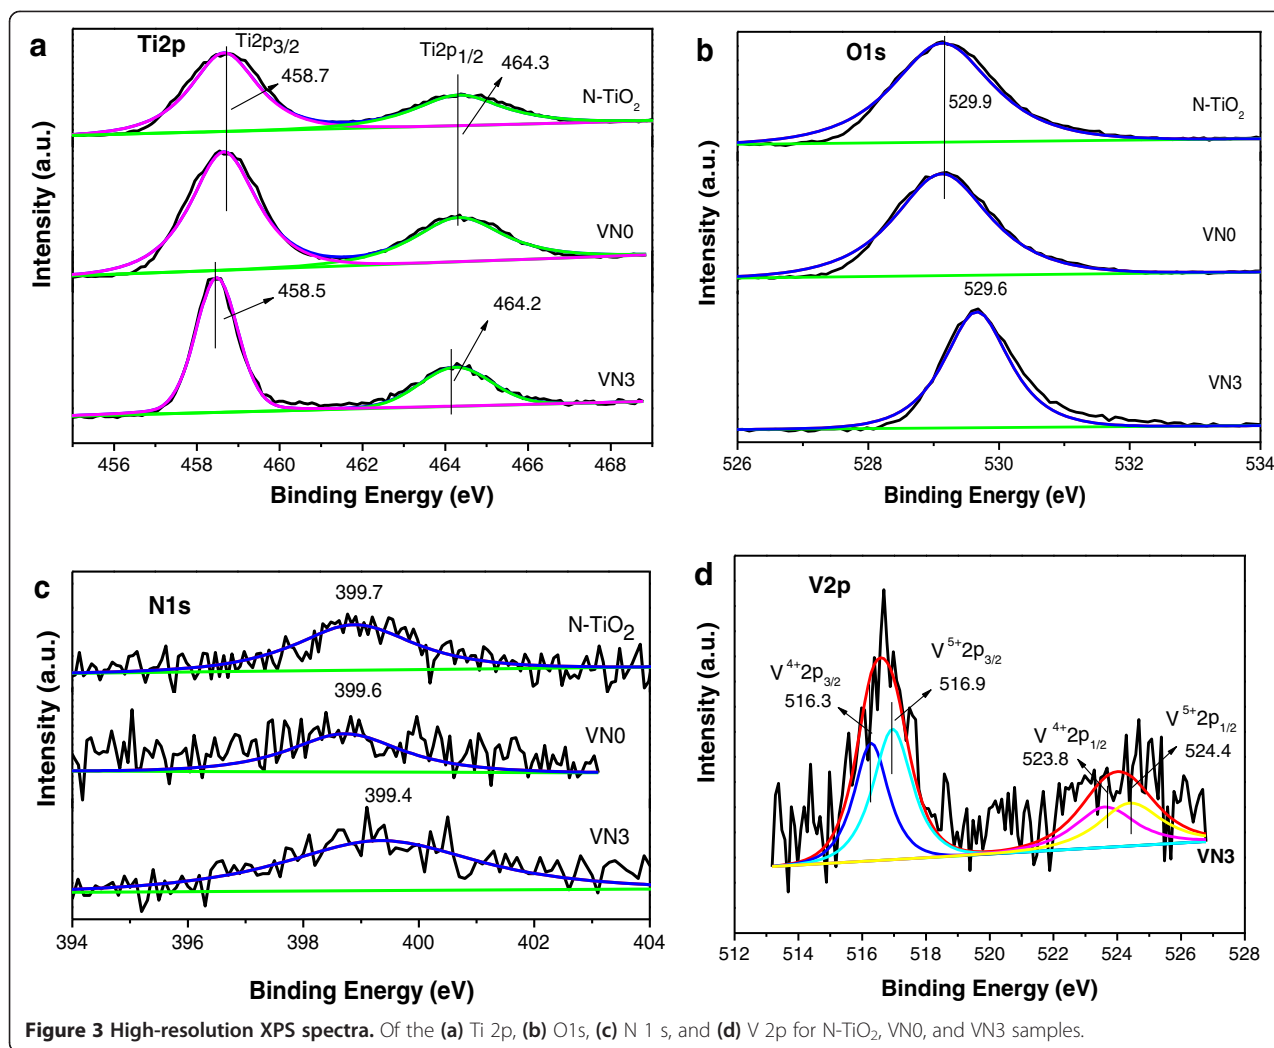 a
Ti2p
Ti2p3/2
458.7
Ti2p1/2
464.3
N-TiO2
VN0
458.5
464.2
VN3
456 458 460 462 464 466 468
Binding Energy (eV)
Intensity (a.u.)
b
O1s
529.9
N-TiO2
VN0
529.6
VN3
526 528 530 532 534
Binding Energy (eV)
Intensity (a.u.)
c
N1s
399.7
N-TiO2
399.6
VN0
399.4
VN3
394 396 398 400 402 404
Binding Energy (eV)
Intensity (a.u.)
d
V2p
V4+2p3/2
516.3
V5+2p3/2
516.9
V4+2p1/2
523.8
V5+2p1/2
524.4
VN3
512 514 516 518 520 522 524 526 528
Binding Energy (eV)
Intensity (a.u.)
Figure 3 High-resolution XPS spectra. Of the (a) Ti 2p, (b) O1s, (c) N 1 s, and (d) V 2p for N-TiO2, VN0, and VN3 samples.